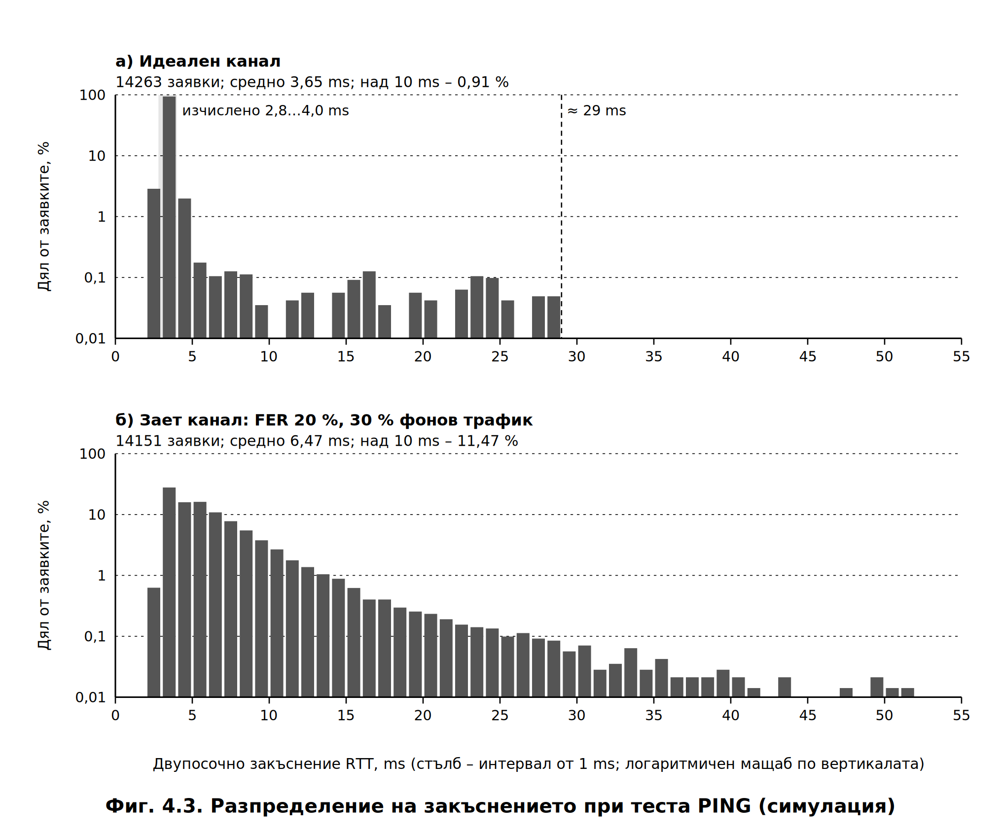 а) Идеален канал
14263 заявки; средно 3,65 ms; над 10 ms – 0,91 %
100
изчислено 2,8…4,0 ms
≈ 29 ms
10
1
0,1
0,01
Дял от заявките, %
0 5 10 15 20 25 30 35 40 45 50 55
б) Зает канал: FER 20 %, 30 % фонов трафик
14151 заявки; средно 6,47 ms; над 10 ms – 11,47 %
100
10
1
0,1
0,01
Дял от заявките, %
0 5 10 15 20 25 30 35 40 45 50 55
Двупосочно закъснение RTT, ms (стълб – интервал от 1 ms; логаритмичен мащаб по вертикалата)
Фиг. 4.3. Разпределение на закъснението при теста PING (симулация)